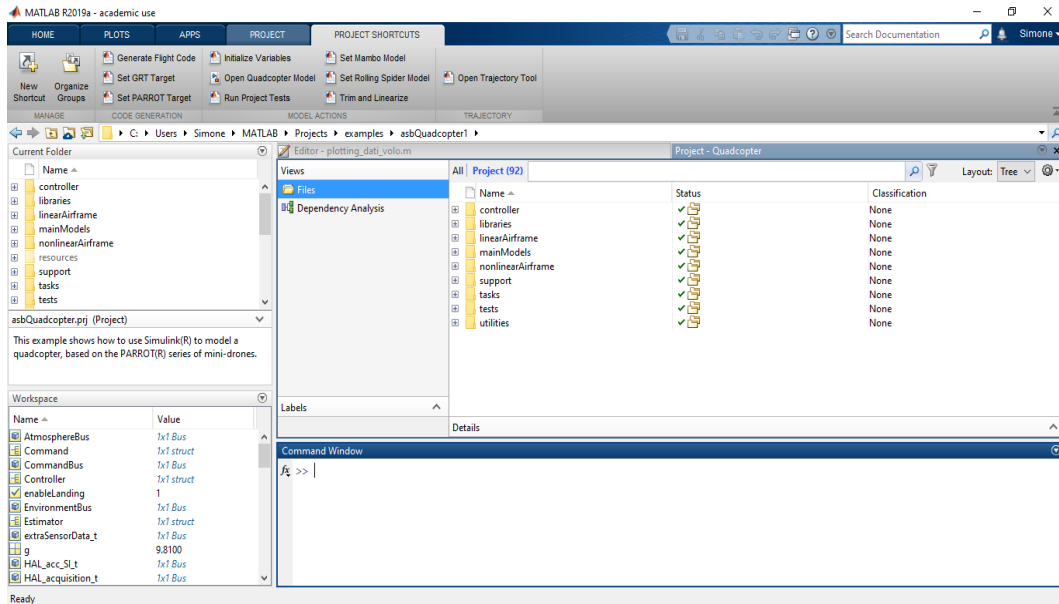 MATLAB R2019a - academic use
HOME PLOTS APPS PROJECT PROJECT SHORTCUTS Search Documentation Simone
New Shortcut
Organize Groups
MANAGE
Generate Flight Code
Set GRT Target
Set PARROT Target
CODE GENERATION
Initialize Variables
Open Quadcopter Model
Run Project Tests
Set Mambo Model
Set Rolling Spider Model
Trim and Linearize
MODEL ACTIONS
Open Trajectory Tool
TRAJECTORY
C: Users Simone MATLAB Projects examples asbQuadcopter1
Current Folder
Name
controller
libraries
linearAirframe
mainModels
nonlinearAirframe
resources
support
tasks
tests
asbQuadcopter.prj (Project)
This example shows how to use Simulink(R) to model a
quadcopter, based on the PARROT(R) series of mini-drones.
Workspace
Name Value
AtmosphereBus 1x1 Bus
Command 1x1 struct
CommandBus 1x1 Bus
Controller 1x1 struct
enableLanding 1
EnvironmentBus 1x1 Bus
Estimator 1x1 struct
extraSensorData_t 1x1 Bus
g 9.8100
HAL_acc_SI_t 1x1 Bus
HAL_acquisition_t 1x1 Bus
Ready
Editor - plotting_dati_volo.m
Project - Quadcopter
Views
Files
Dependency Analysis
Labels
All Project (92) Layout: Tree
Name Status Classification
controller None
libraries None
linearAirframe None
mainModels None
nonlinearAirframe None
support None
tasks None
tests None
utilities None
Details
Command Window
fx >>